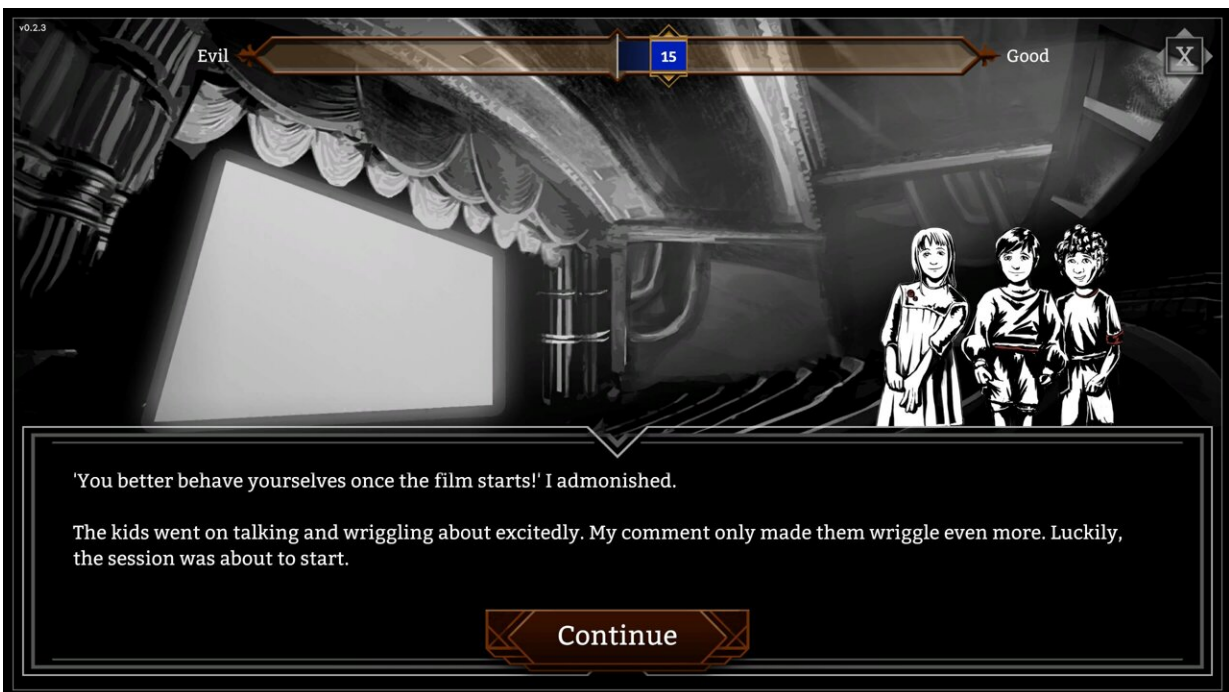 v0.2.3
Evil
15
Good
X
'You better behave yourselves once the film starts!' I admonished.
The kids went on talking and wriggling about excitedly. My comment only made them wriggle even more. Luckily,
the session was about to start.
Continue